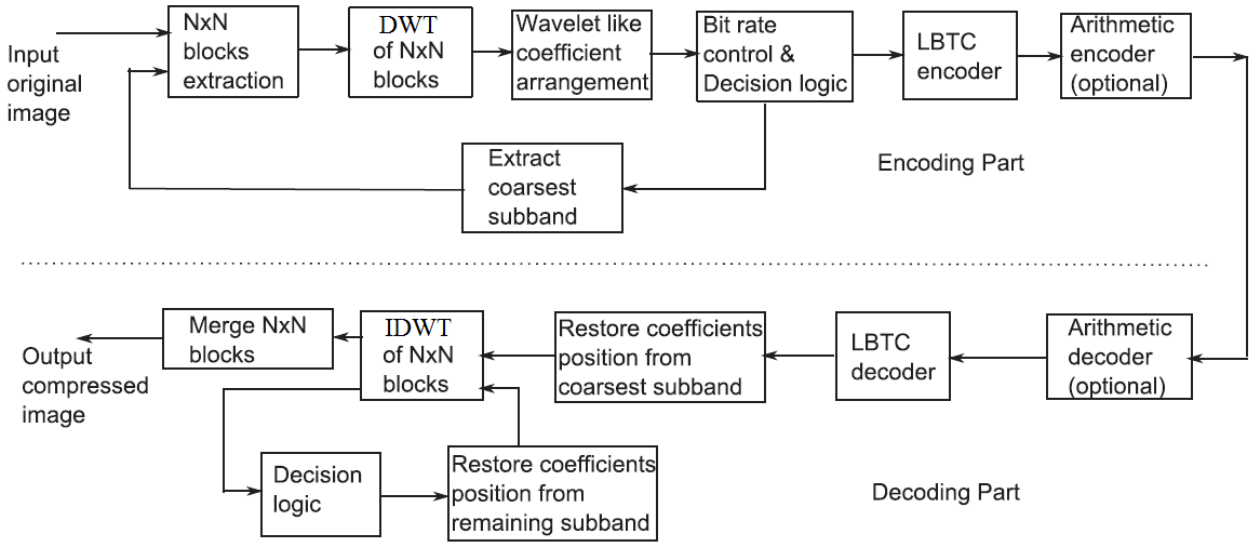 Input
original
image
NxN
blocks
extraction
DWT
of NxN
blocks
Wavelet like
coefficient
arrangement
Bit rate
control &
Decision logic
LBTC
encoder
Arithmetic
encoder
(optional)
Extract
coarsest
subband
Encoding Part
Output
compressed
image
Merge NxN
blocks
IDWT
of NxN
blocks
Restore coefficients
position from
coarsest subband
LBTC
decoder
Arithmetic
decoder
(optional)
Decision
logic
Restore coefficients
position from
remaining subband
Decoding Part